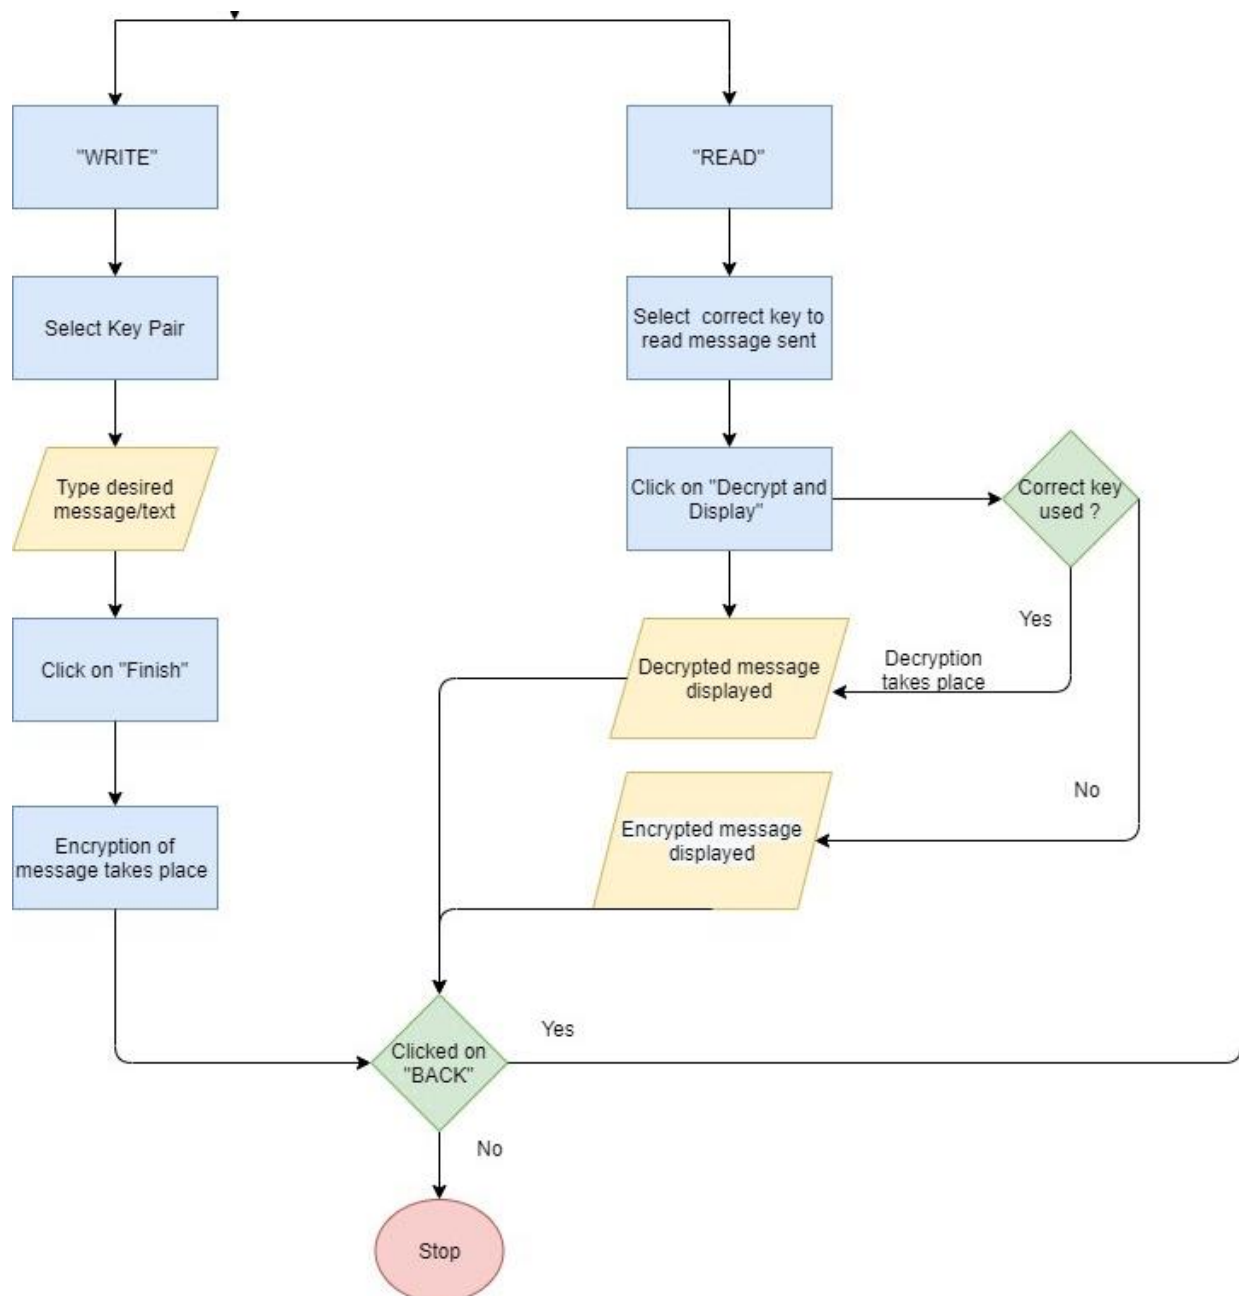 "WRITE"
"READ"
Select Key Pair
Select correct key to
read message sent
Type desired
message/text
Click on "Decrypt and
Display"
Correct key
used ?
Click on "Finish"
Yes
Decrypted message
displayed
Decryption
takes place
No
Encryption of
message takes place
Encrypted message
displayed
Clicked on
"BACK"
Yes
No
Stop